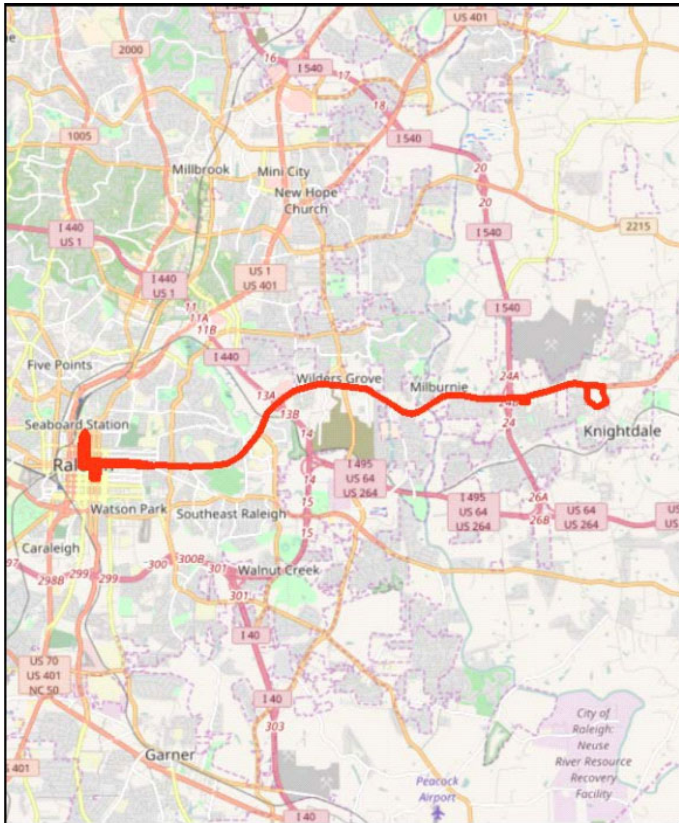 I 540
US 401
2000
16
I 540
17
18
1005
I 540
Millbrook
Mini City
20
New Hope
Church
20
I 440
US 1
I 540
2215
I 440
US 1
US 1
US 401
11
11A
11B
I 540
I 440
Five Points
Wilders Grove
Milburnie
24A
13A
13B
24B
24
Seaboard Station
14
Knightdale
I 495
US 64
US 264
14
I 495
US 64
US 264
26A
26B
US 64
US 264
Watson Park
Southeast Raleigh
15
15
Caraleigh
97
298B
299
299
300
300B
301
Walnut Creek
301
I 40
US 70
US 401
NC 50
I 40
303
City of
Raleigh:
Neuse
River Resource
Recovery
Facility
Garner
401
Peacock
Airport
I 40